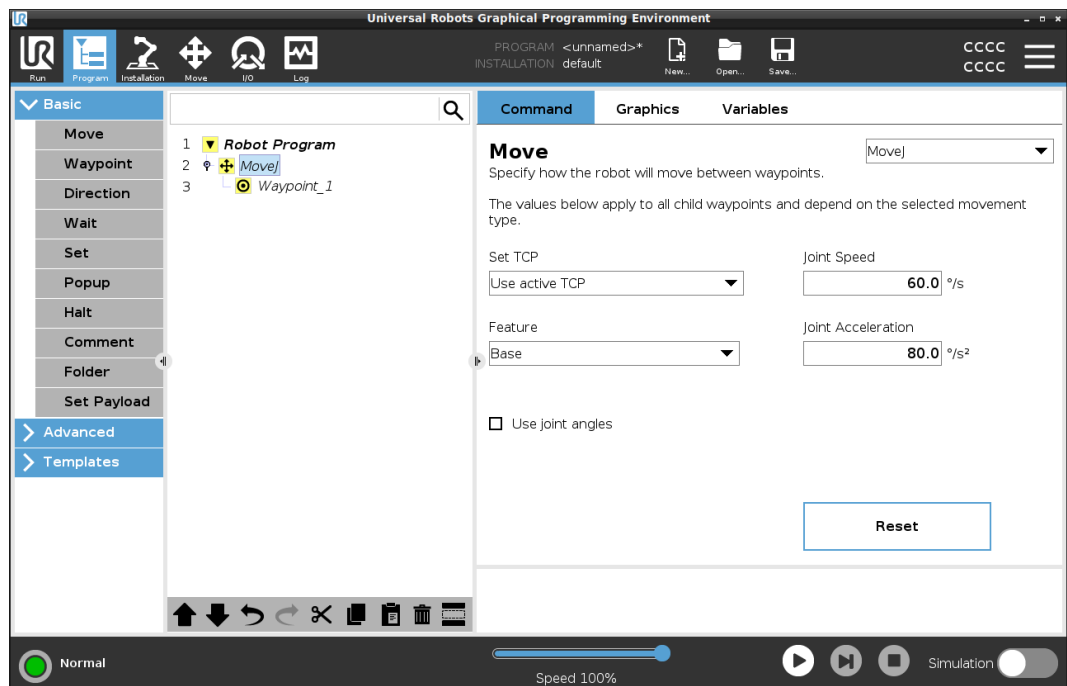 Universal Robots Graphical Programming Environment
UR
Run
Program
Installation
Move
I/O
Log
PROGRAM <unnamed>*
INSTALLATION default
New...
Open...
Save...
CCCC
CCCC
Basic
Move
Waypoint
Direction
Wait
Set
Popup
Halt
Comment
Folder
Set Payload
Advanced
Templates
1 Robot Program
2 MoveJ
3 Waypoint_1
Command Graphics Variables
Move
MoveJ
Specify how the robot will move between waypoints.
The values below apply to all child waypoints and depend on the selected movement
type.
Set TCP
Use active TCP
Joint Speed
60.0 °/s
Feature
Base
Joint Acceleration
80.0 °/s²
Use joint angles
Reset
Normal
Speed 100%
Simulation